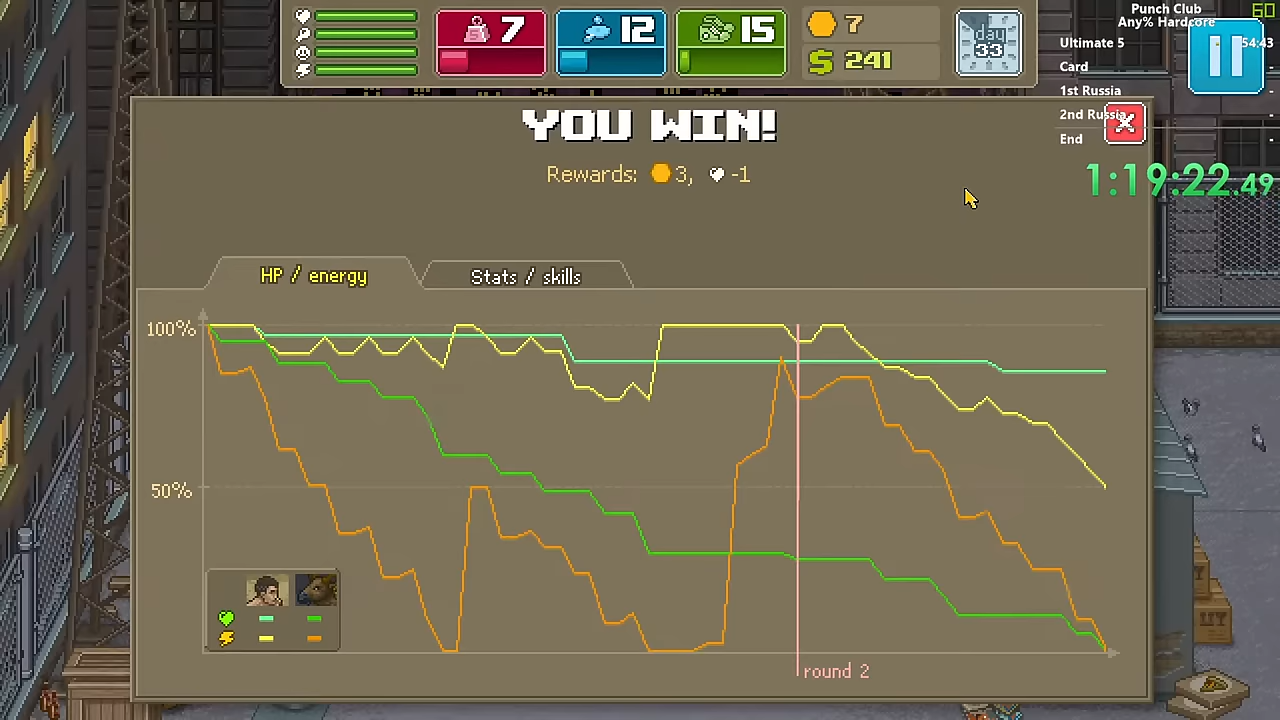 7
12
15
7
241
day
33
60
Punch Club
Any% Hardcore
54:43
Ultimate 5
Card
1st Russia
2nd Russia
End
1:19:22.49
YOU WIN!
Rewards: 3, -1
HP / energy
Stats / skills
100%
50%
round 2